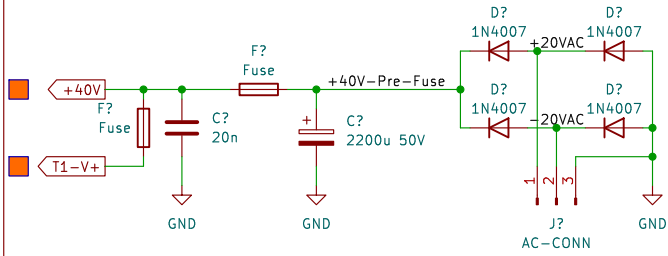 D?
1N4007
D?
1N4007
+20VAC
F?
Fuse
+40V-Pre-Fuse
+40V
F?
Fuse
C?
20n
+
C?
2200u 50V
D?
1N4007
D?
1N4007
-20VAC
T1-V+
1
2
3
GND
GND
GND
J?
AC-CONN